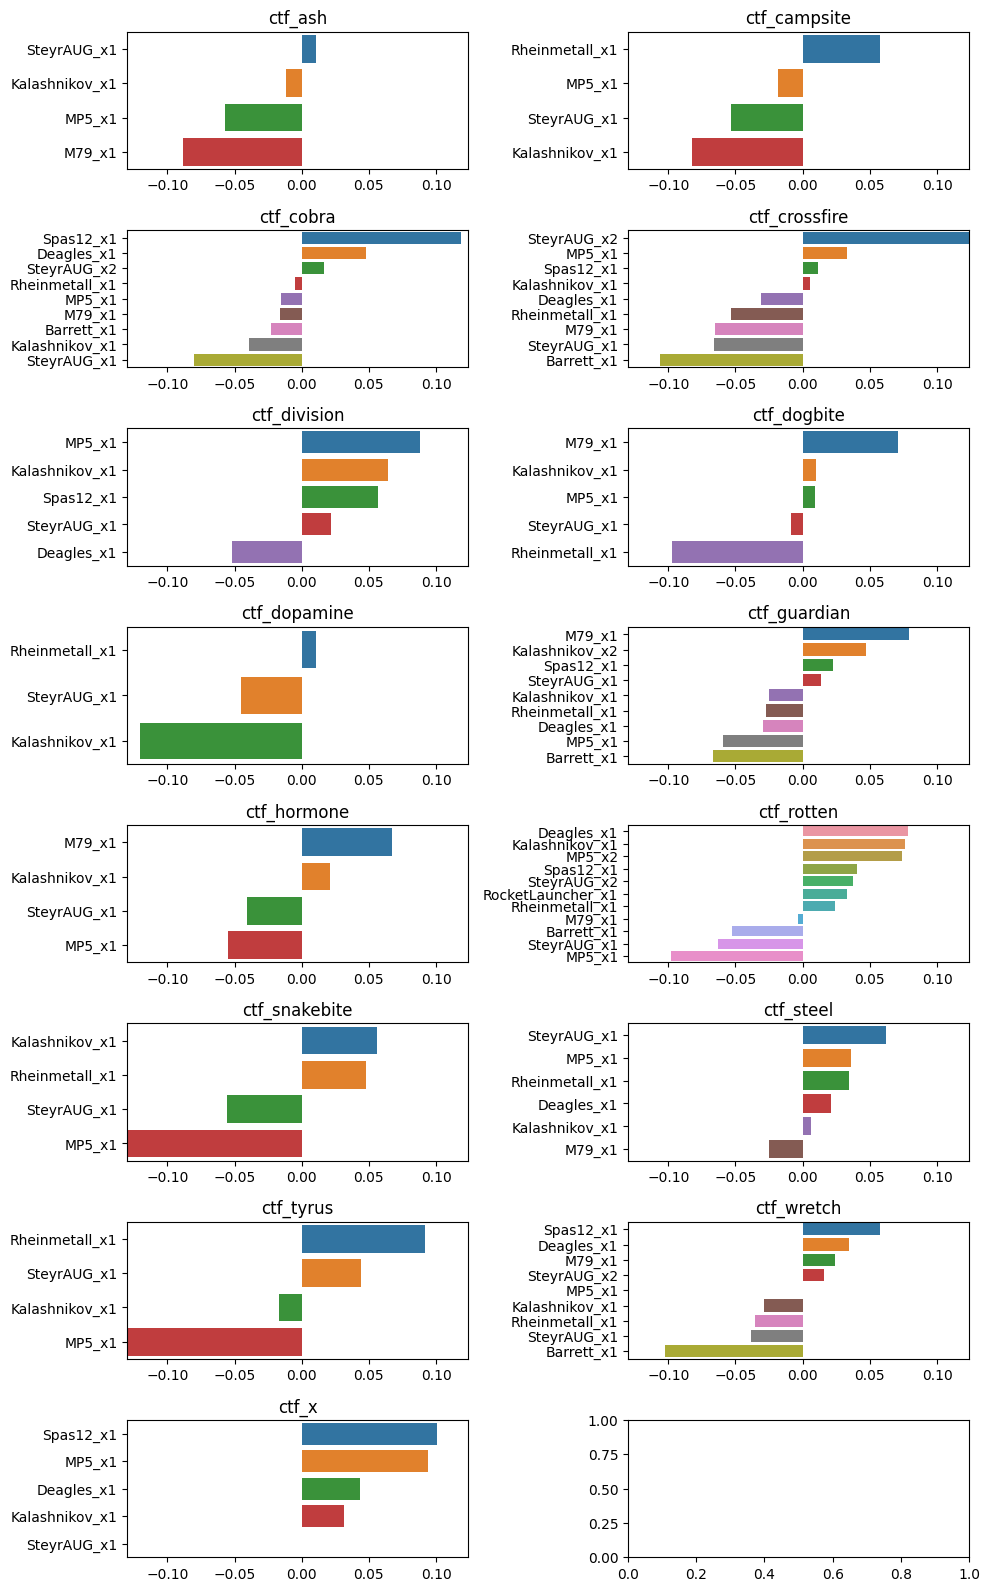 ctf_ash
SteyrAUG_x1
Kalashnikov_x1
MP5_x1
M79_x1
−0.10 −0.05 0.00 0.05 0.10
ctf_campsite
Rheinmetall_x1
MP5_x1
SteyrAUG_x1
Kalashnikov_x1
−0.10 −0.05 0.00 0.05 0.10
ctf_cobra
Spas12_x1
Deagles_x1
SteyrAUG_x2
Rheinmetall_x1
MP5_x1
M79_x1
Barrett_x1
Kalashnikov_x1
SteyrAUG_x1
−0.10 −0.05 0.00 0.05 0.10
ctf_crossfire
SteyrAUG_x2
MP5_x1
Spas12_x1
Kalashnikov_x1
Deagles_x1
Rheinmetall_x1
M79_x1
SteyrAUG_x1
Barrett_x1
−0.10 −0.05 0.00 0.05 0.10
ctf_division
MP5_x1
Kalashnikov_x1
Spas12_x1
SteyrAUG_x1
Deagles_x1
−0.10 −0.05 0.00 0.05 0.10
ctf_dogbite
M79_x1
Kalashnikov_x1
MP5_x1
SteyrAUG_x1
Rheinmetall_x1
−0.10 −0.05 0.00 0.05 0.10
ctf_dopamine
Rheinmetall_x1
SteyrAUG_x1
Kalashnikov_x1
−0.10 −0.05 0.00 0.05 0.10
ctf_guardian
M79_x1
Kalashnikov_x2
Spas12_x1
SteyrAUG_x1
Kalashnikov_x1
Rheinmetall_x1
Deagles_x1
MP5_x1
Barrett_x1
−0.10 −0.05 0.00 0.05 0.10
ctf_hormone
M79_x1
Kalashnikov_x1
SteyrAUG_x1
MP5_x1
−0.10 −0.05 0.00 0.05 0.10
ctf_rotten
Deagles_x1
Kalashnikov_x1
MP5_x2
Spas12_x1
SteyrAUG_x2
RocketLauncher_x1
Rheinmetall_x1
M79_x1
Barrett_x1
SteyrAUG_x1
MP5_x1
−0.10 −0.05 0.00 0.05 0.10
ctf_snakebite
Kalashnikov_x1
Rheinmetall_x1
SteyrAUG_x1
MP5_x1
−0.10 −0.05 0.00 0.05 0.10
ctf_steel
SteyrAUG_x1
MP5_x1
Rheinmetall_x1
Deagles_x1
Kalashnikov_x1
M79_x1
−0.10 −0.05 0.00 0.05 0.10
ctf_tyrus
Rheinmetall_x1
SteyrAUG_x1
Kalashnikov_x1
MP5_x1
−0.10 −0.05 0.00 0.05 0.10
ctf_wretch
Spas12_x1
Deagles_x1
M79_x1
SteyrAUG_x2
MP5_x1
Kalashnikov_x1
Rheinmetall_x1
SteyrAUG_x1
Barrett_x1
−0.10 −0.05 0.00 0.05 0.10
ctf_x
Spas12_x1
MP5_x1
Deagles_x1
Kalashnikov_x1
SteyrAUG_x1
−0.10 −0.05 0.00 0.05 0.10
1.00
0.75
0.50
0.25
0.00
0.0 0.2 0.4 0.6 0.8 1.0